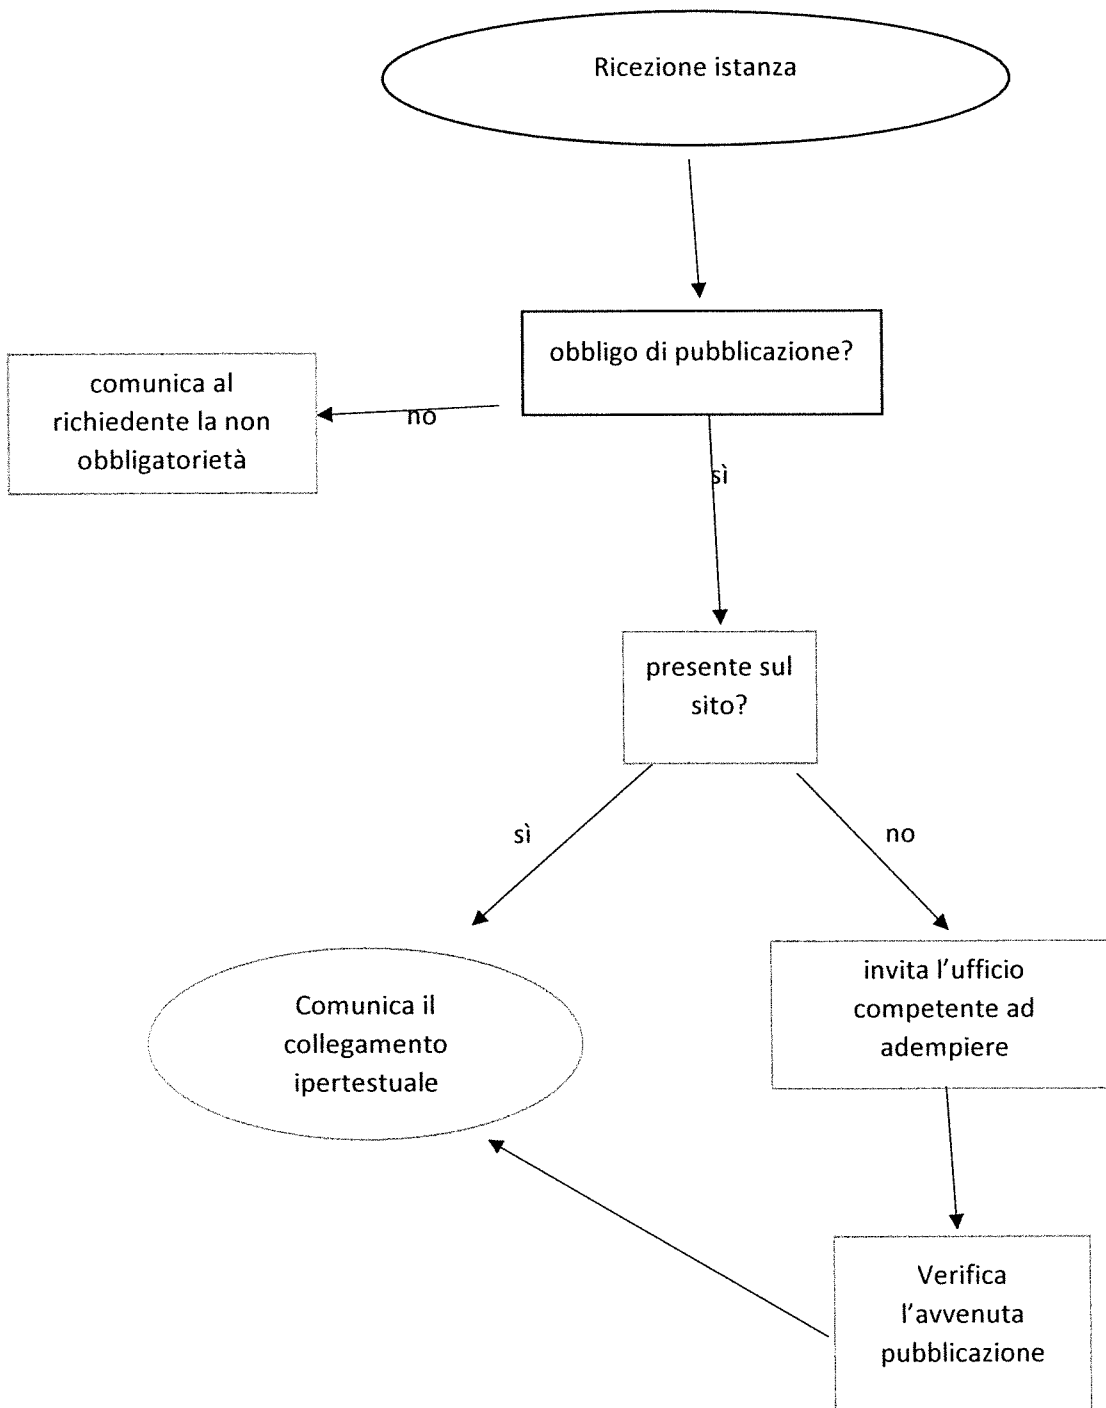 Ricezione istanza
obbligo di pubblicazione?
comunica al
richiedente la non
obbligatorietà
no
sì
presente sul
sito?
sì
no
Comunica il
collegamento
ipertestuale
invita l'ufficio
competente ad
adempiere
Verifica
l'avvenuta
pubblicazione